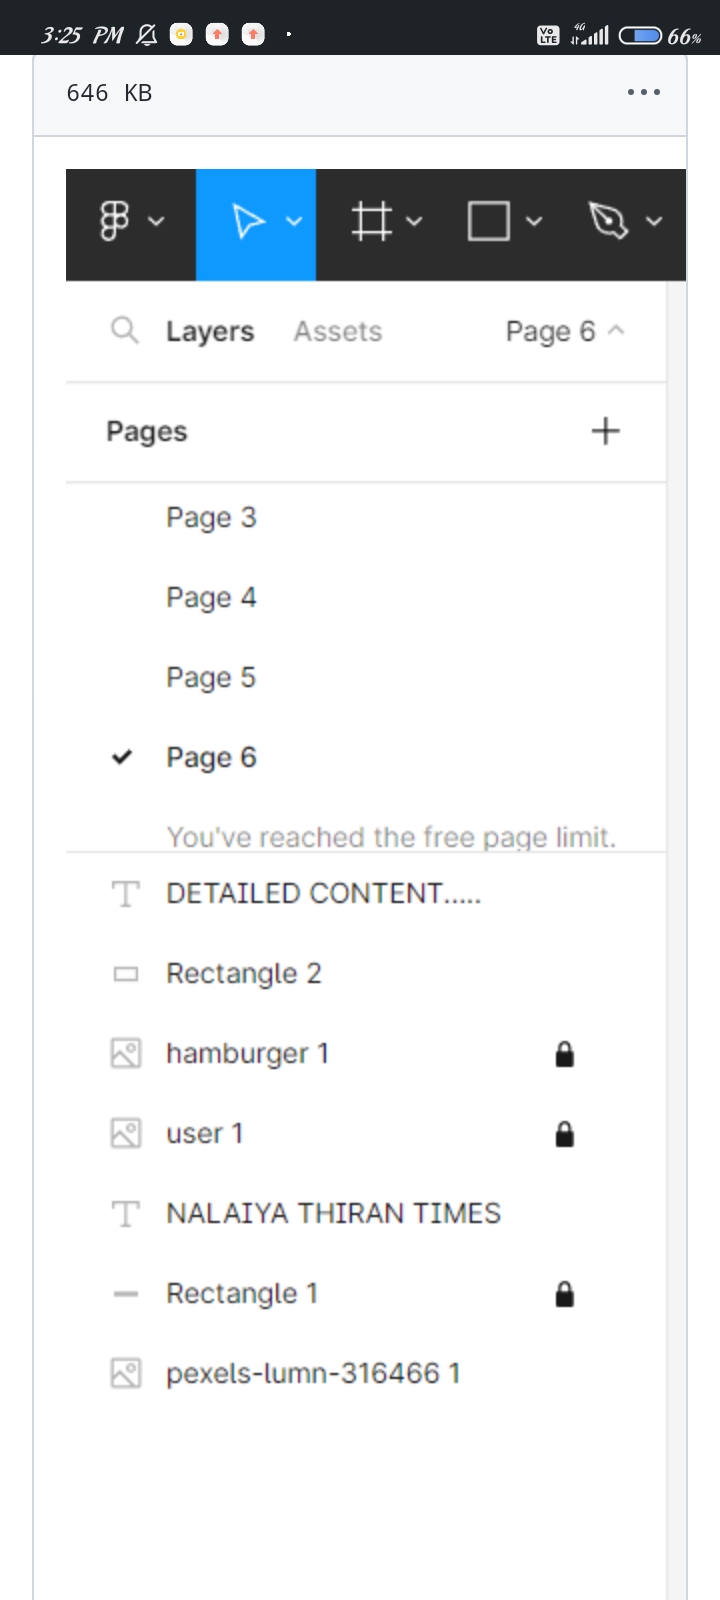 3:25 PM
Vo LTE 4G 66%
646 KB
Layers Assets Page 6
Pages
Page 3
Page 4
Page 5
Page 6
You've reached the free page limit.
DETAILED CONTENT.....
Rectangle 2
hamburger 1
user 1
NALAIYA THIRAN TIMES
Rectangle 1
pexels-lumn-316466 1